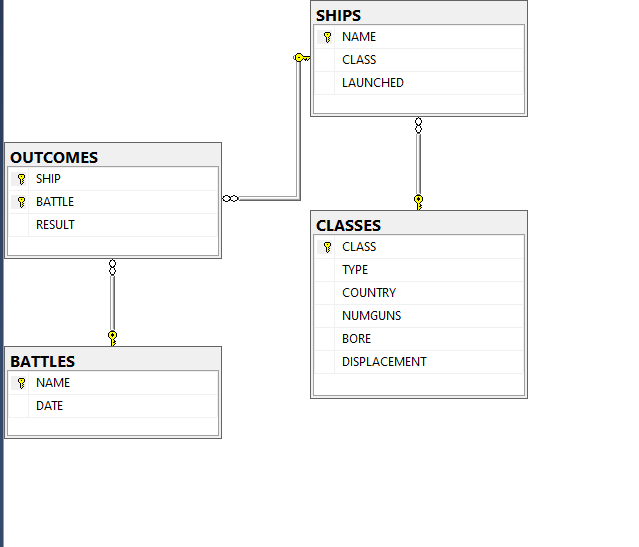 SHIPS
NAME
CLASS
LAUNCHED
OUTCOMES
SHIP
BATTLE
RESULT
CLASSES
CLASS
TYPE
COUNTRY
NUMGUNS
BORE
DISPLACEMENT
BATTLES
NAME
DATE